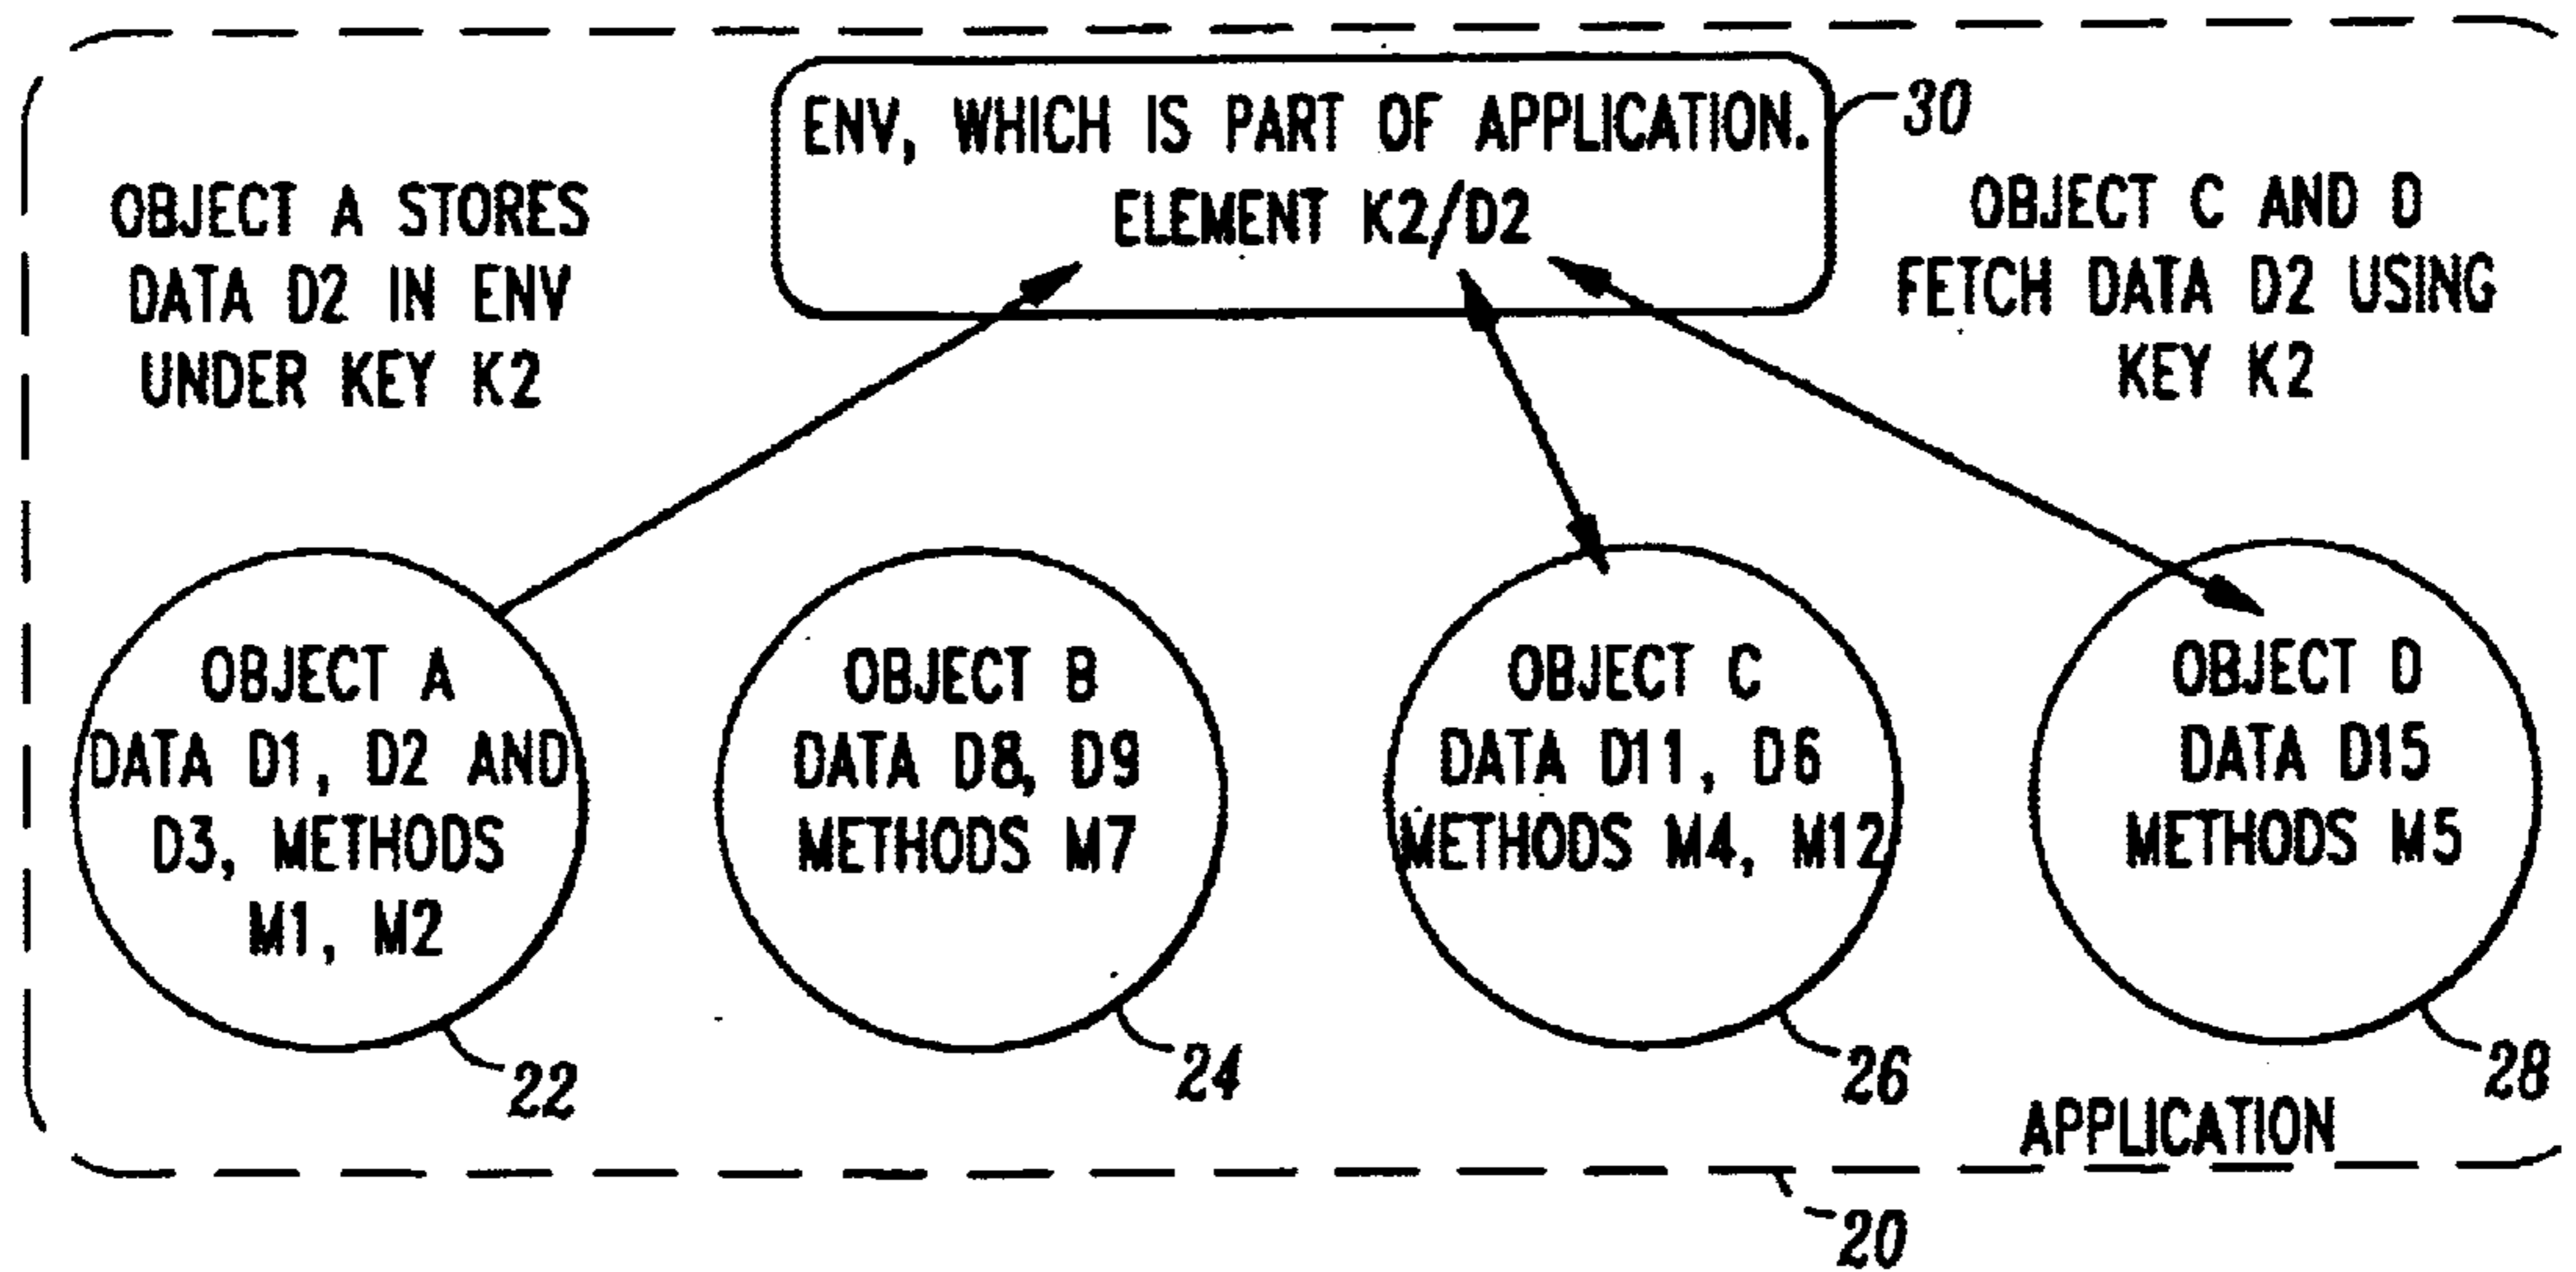 ENV, WHICH IS PART OF APPLICATION.
ELEMENT K2/D2
30
OBJECT A STORES
DATA D2 IN ENV
UNDER KEY K2
OBJECT C AND D
FETCH DATA D2 USING
KEY K2
OBJECT A
DATA D1, D2 AND
D3, METHODS
M1, M2
22
OBJECT B
DATA D8, D9
METHODS M7
24
OBJECT C
DATA D11, D6
METHODS M4, M12
26
OBJECT D
DATA D15
METHODS M5
28
APPLICATION
20